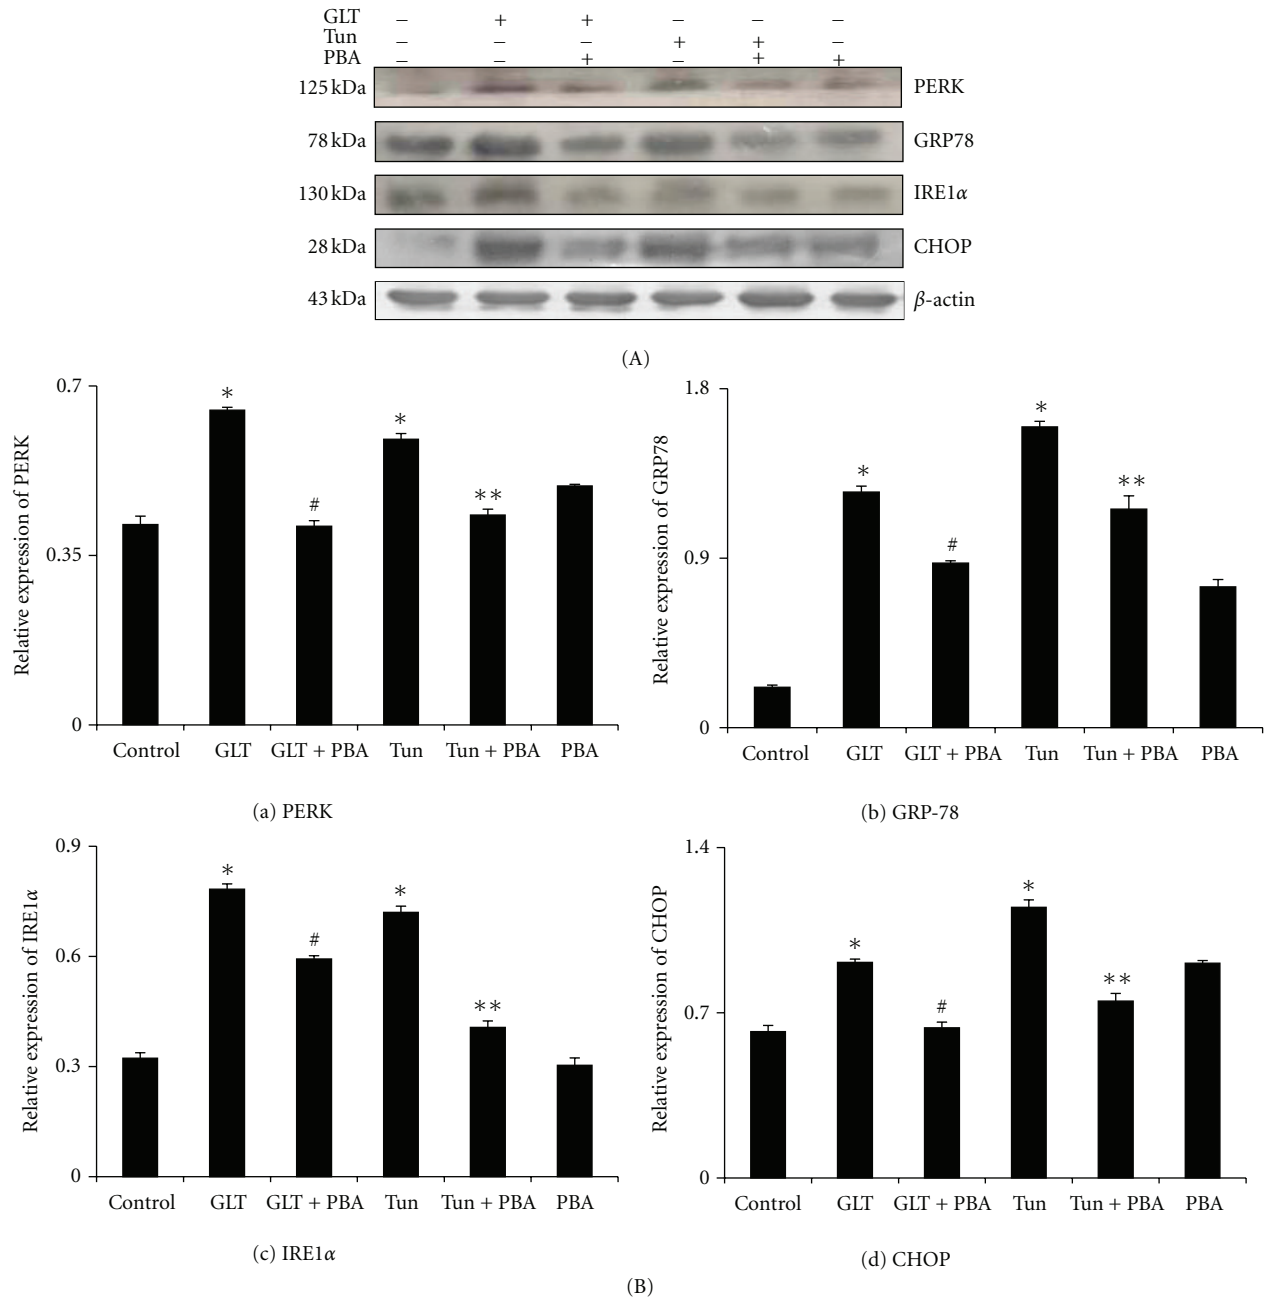 GLT − + + − − −
Tun − − − + + −
PBA − − + − + +
125 kDa PERK
78 kDa GRP78
130 kDa IRE1α
28 kDa CHOP
43 kDa β-actin
(A)
Relative expression of PERK
0.7
0.35
0
* # * **
Control GLT GLT + PBA Tun Tun + PBA PBA
(a) PERK
Relative expression of GRP78
1.8
0.9
0
* # * **
Control GLT GLT + PBA Tun Tun + PBA PBA
(b) GRP-78
Relative expression of IRE1α
0.9
0.6
0.3
0
* # * **
Control GLT GLT + PBA Tun Tun + PBA PBA
(c) IRE1α
Relative expression of CHOP
1.4
0.7
0
* # * **
Control GLT GLT + PBA Tun Tun + PBA PBA
(d) CHOP
(B)